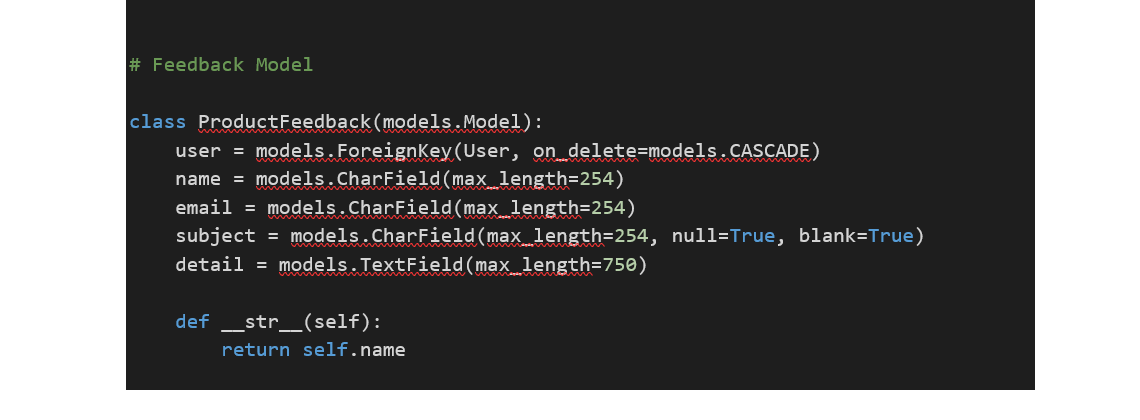 # Feedback Model
class ProductFeedback(models.Model):
    user = models.ForeignKey(User, on_delete=models.CASCADE)
    name = models.CharField(max_length=254)
    email = models.CharField(max_length=254)
    subject = models.CharField(max_length=254, null=True, blank=True)
    detail = models.TextField(max_length=750)
    def __str__(self):
        return self.name